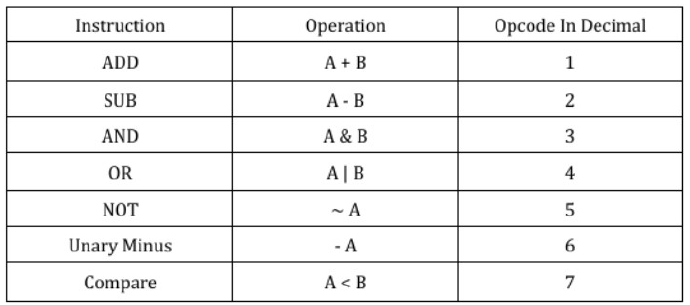 Instruction Operation Opcode In Decimal
ADD A + B 1
SUB A - B 2
AND A & B 3
OR A | B 4
NOT ~ A 5
Unary Minus - A 6
Compare A < B 7